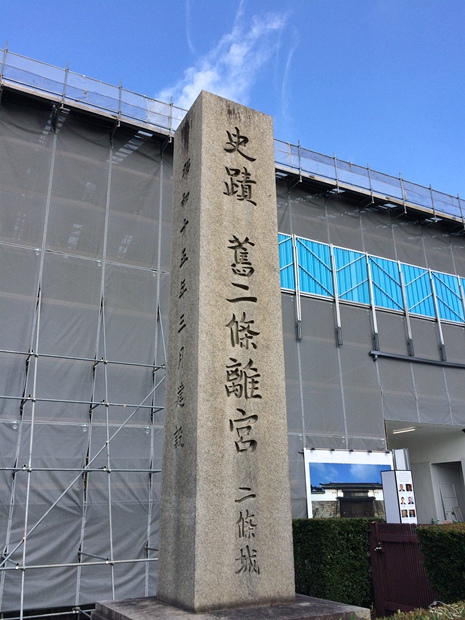 史蹟 舊二條離宮 二條城
昭和十五年三月建設